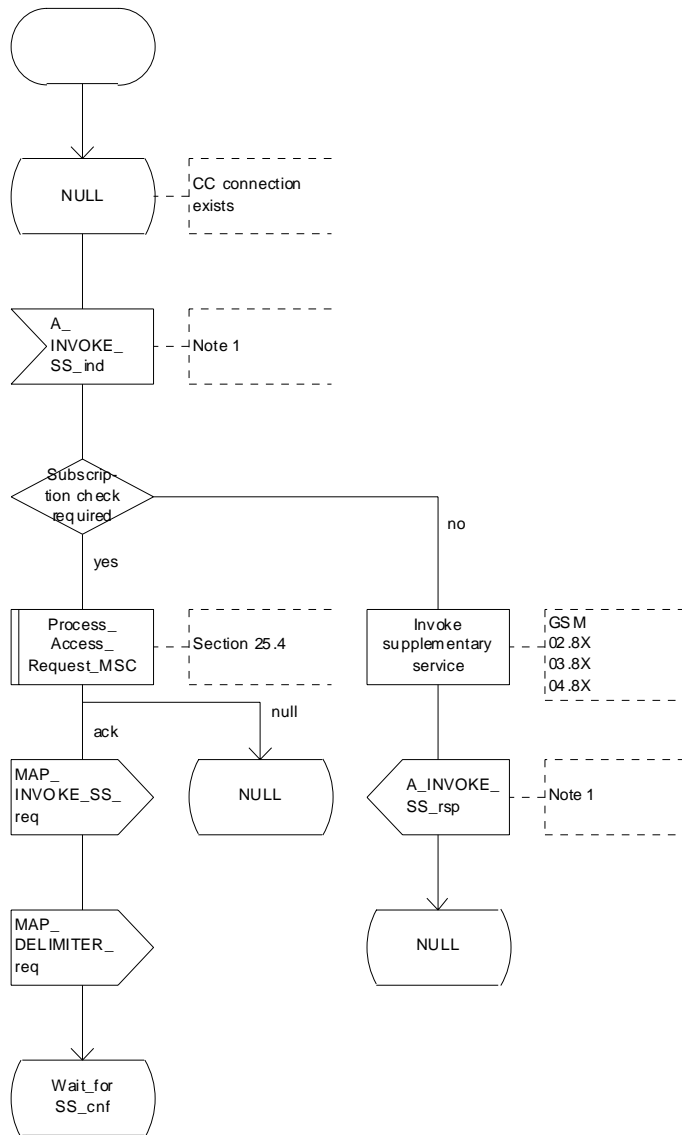 NULL
CC connection
exists
A_
INVOKE_
SS_ind
Note 1
Subscrip-
tion check
required
no
yes
Process_
Access_
Request_MSC
Section 25.4
Invoke
supplementary
service
GSM
02.8X
03.8X
04.8X
null
ack
MAP_
INVOKE_SS_
req
NULL
A_INVOKE_
SS_rsp
Note 1
MAP_
DELIMITER_
req
NULL
Wait_for
SS_cnf